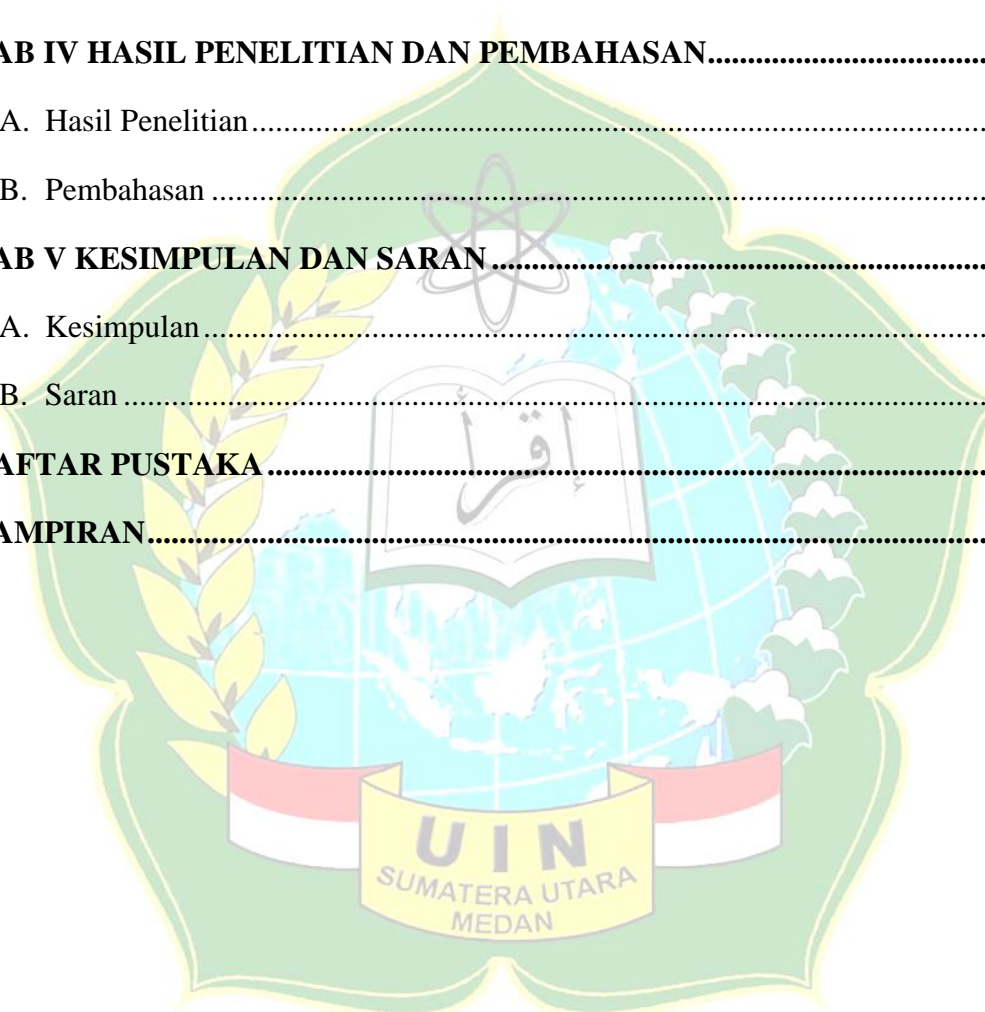 AB IV HASIL PENELITIAN DAN PEMBAHASAN
A. Hasil Penelitian
B. Pembahasan
AB V KESIMPULAN DAN SARAN
A. Kesimpulan
B. Saran
AFTAR PUSTAKA
AMPIRAN
إقرأ
UIN
SUMATERA UTARA
MEDAN